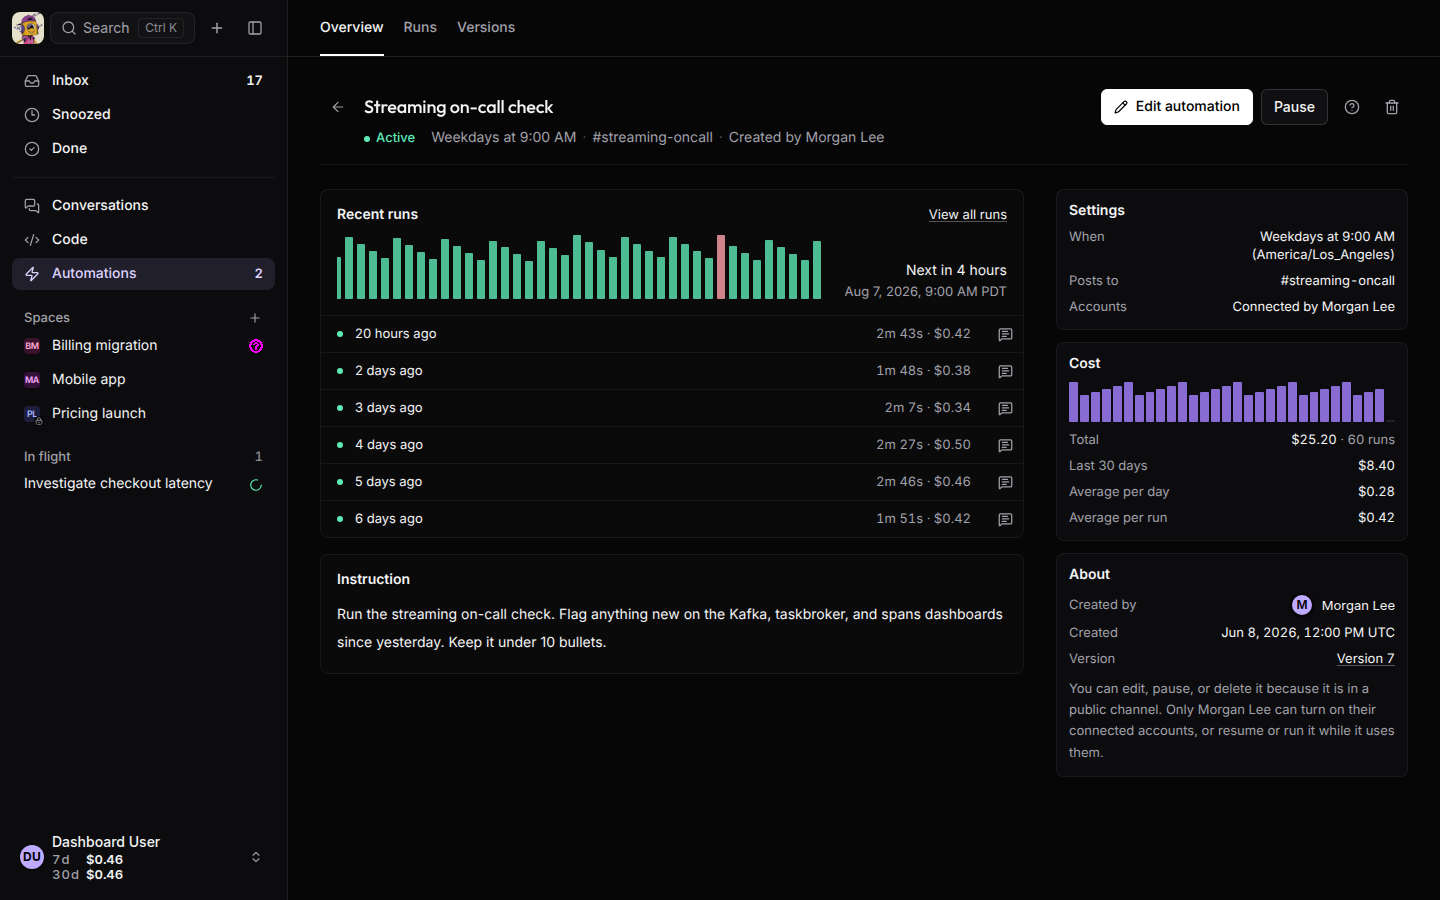 Search Ctrl K
Inbox 17
Snoozed
Done
Conversations
Code
Automations 2
Spaces
BM Billing migration
MA Mobile app
PL Pricing launch
In flight 1
Investigate checkout latency
DU Dashboard User
7d $0.46
30d $0.46
Overview Runs Versions
Streaming on-call check
Active Weekdays at 9:00 AM · #streaming-oncall · Created by Morgan Lee
Edit automation Pause
Recent runs View all runs
Next in 4 hours
Aug 7, 2026, 9:00 AM PDT
20 hours ago 2m 43s · $0.42
2 days ago 1m 48s · $0.38
3 days ago 2m 7s · $0.34
4 days ago 2m 27s · $0.50
5 days ago 2m 46s · $0.46
6 days ago 1m 51s · $0.42
Instruction
Run the streaming on-call check. Flag anything new on the Kafka, taskbroker, and spans dashboards
since yesterday. Keep it under 10 bullets.
Settings
When Weekdays at 9:00 AM
(America/Los_Angeles)
Posts to #streaming-oncall
Accounts Connected by Morgan Lee
Cost
Total $25.20 · 60 runs
Last 30 days $8.40
Average per day $0.28
Average per run $0.42
About
Created by M Morgan Lee
Created Jun 8, 2026, 12:00 PM UTC
Version Version 7
You can edit, pause, or delete it because it is in a
public channel. Only Morgan Lee can turn on their
connected accounts, or resume or run it while it uses
them.